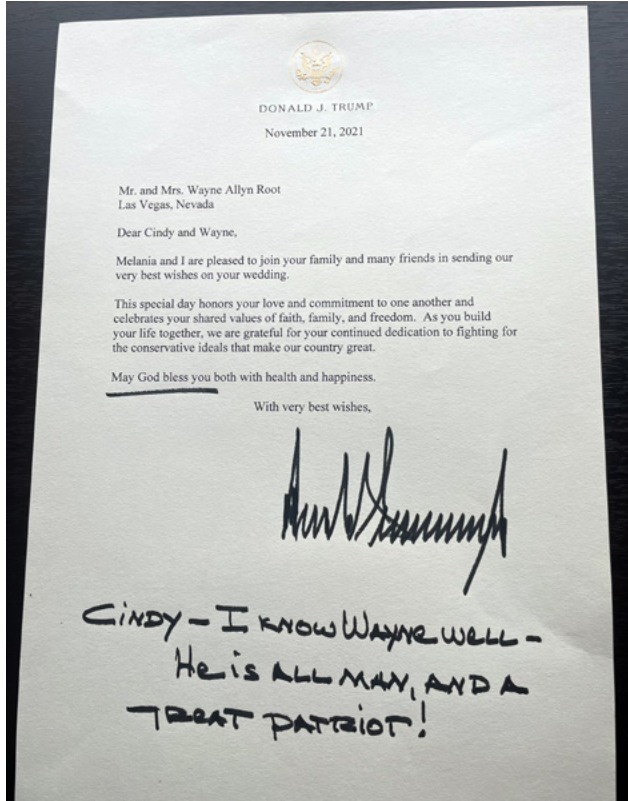 DONALD J. TRUMP
November 21, 2021
Mr. and Mrs. Wayne Allyn Root
Las Vegas, Nevada
Dear Cindy and Wayne,
Melania and I are pleased to join your family and many friends in sending our
very best wishes on your wedding.
This special day honors your love and commitment to one another and
celebrates your shared values of faith, family, and freedom. As you build
your life together, we are grateful for your continued dedication to fighting for
the conservative ideals that make our country great.
May God bless you both with health and happiness.
With very best wishes,
CINDY – I KNOW WAYNE WELL –
He is ALL MAN, AND A
GREAT PATRIOT!